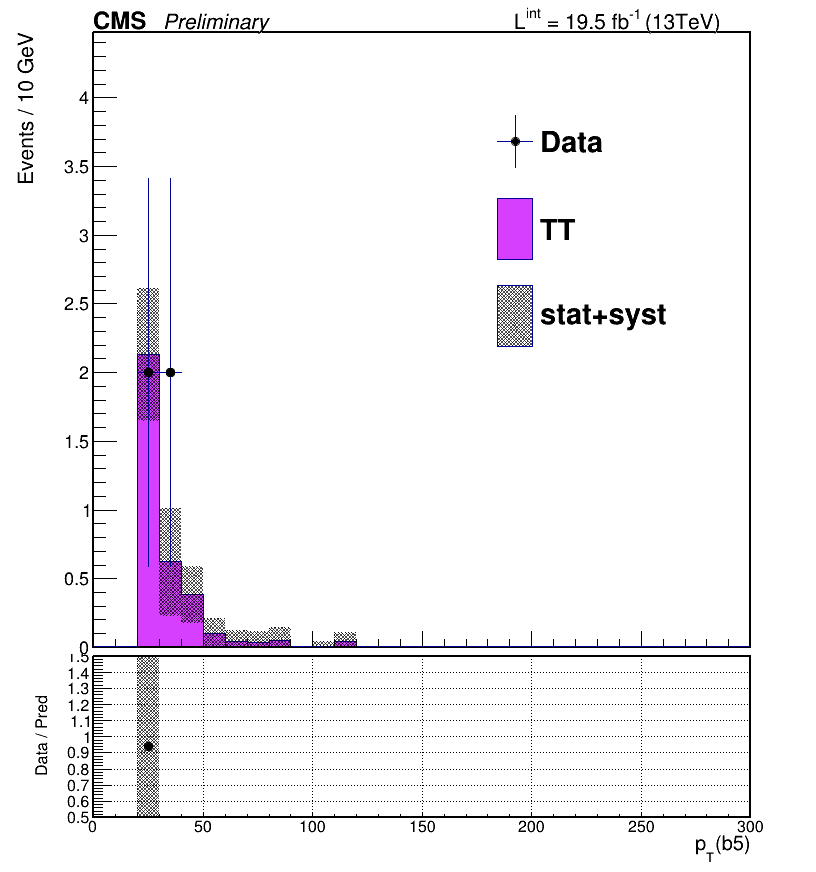 CMS Preliminary
L^int = 19.5 fb^-1 (13TeV)
Events / 10 GeV
4
3.5
3
2.5
2
1.5
1
0.5
0
Data
TT
stat+syst
Data / Pred
1.5
1.4
1.3
1.2
1.1
1
0.9
0.8
0.7
0.6
0.5
0 50 100 150 200 250 300
p_T(b5)